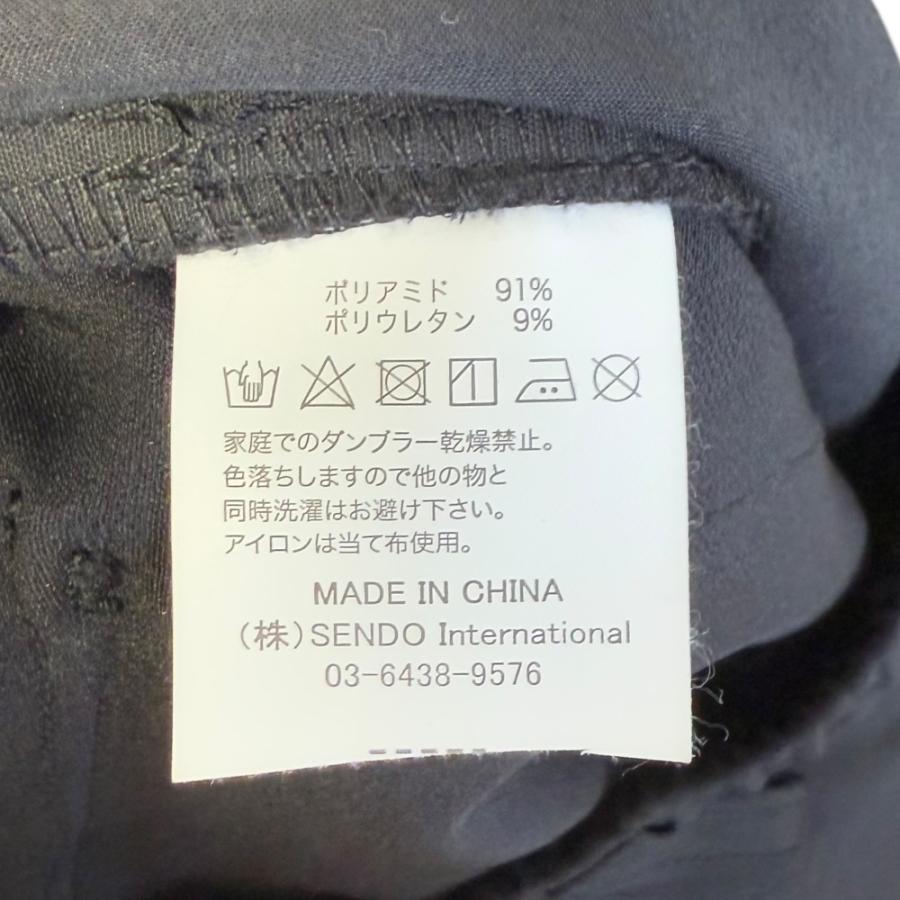 ポリアミド 91%
ポリウレタン 9%
家庭でのダンブラー乾燥禁止。
色落ちしますので他の物と
同時洗濯はお避け下さい。
アイロンは当て布使用。
MADE IN CHINA
(株)SENDO International
03-6438-9576